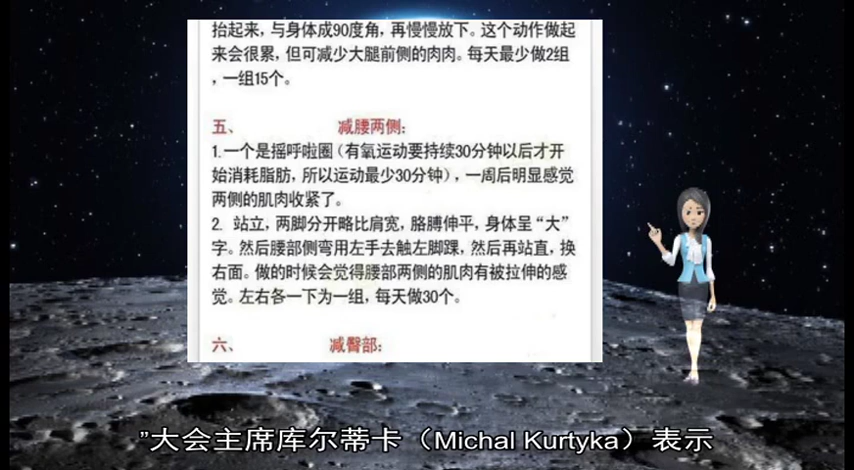 抬起来，与身体成90度角，再慢慢放下。这个动作做起
来会很累，但可减少大腿前侧的肉肉。每天最少做2组
，一组15个。
五、 减腰两侧：
1.一个是摇呼啦圈（有氧运动要持续30分钟以后才开
始消耗脂肪，所以运动最少30分钟），一周后明显感觉
两侧的肌肉收紧了。
2. 站立，两脚分开略比肩宽，胳膊伸平，身体呈“大”
字。然后腰部侧弯用左手去触左脚踝，然后再站直，换
右面。做的时候会觉得腰部两侧的肌肉有被拉伸的感
觉。左右各一下为一组，每天做30个。
六、 减臀部：
”大会主席库尔蒂卡（Michal Kurtyka）表示